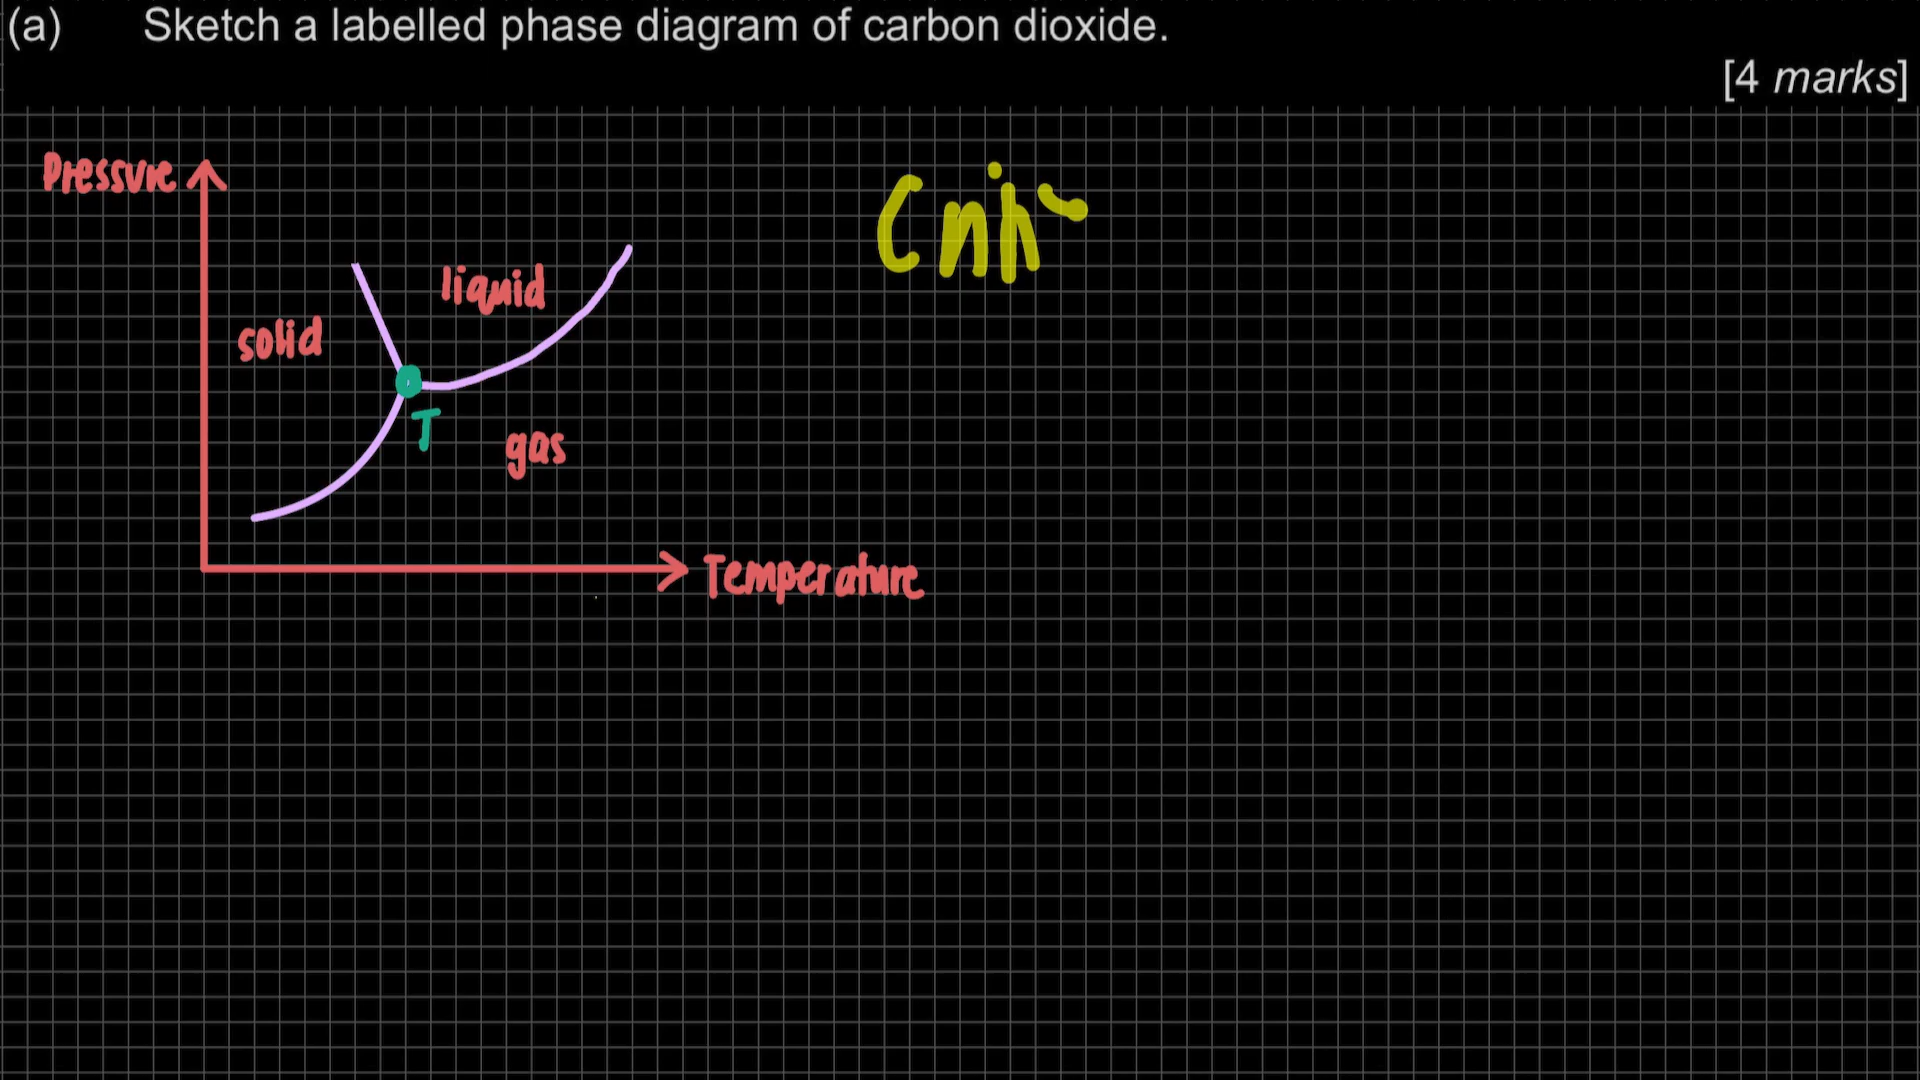 (a) Sketch a labelled phase diagram of carbon dioxide.
[4 marks]
Pressure
liquid
solid
T
gas
Temperature